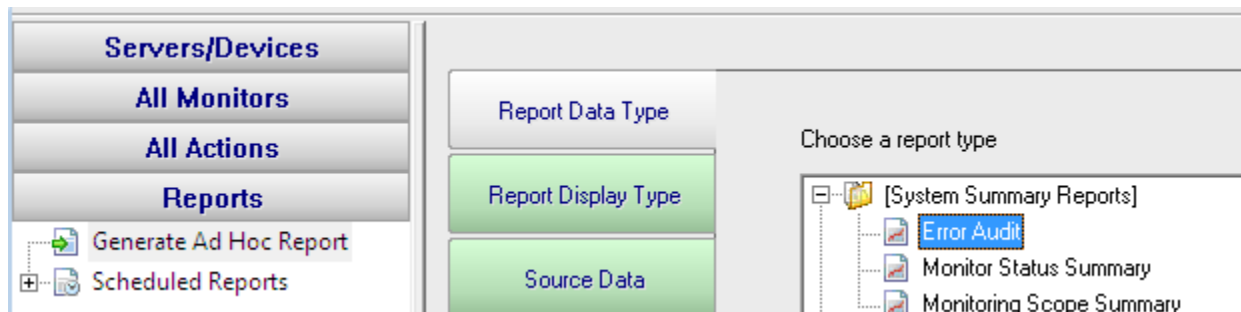 Servers/Devices
All Monitors
All Actions
Reports
Generate Ad Hoc Report
Scheduled Reports
Report Data Type
Report Display Type
Source Data
Choose a report type
[System Summary Reports]
Error Audit
Monitor Status Summary
Monitoring Scope Summary